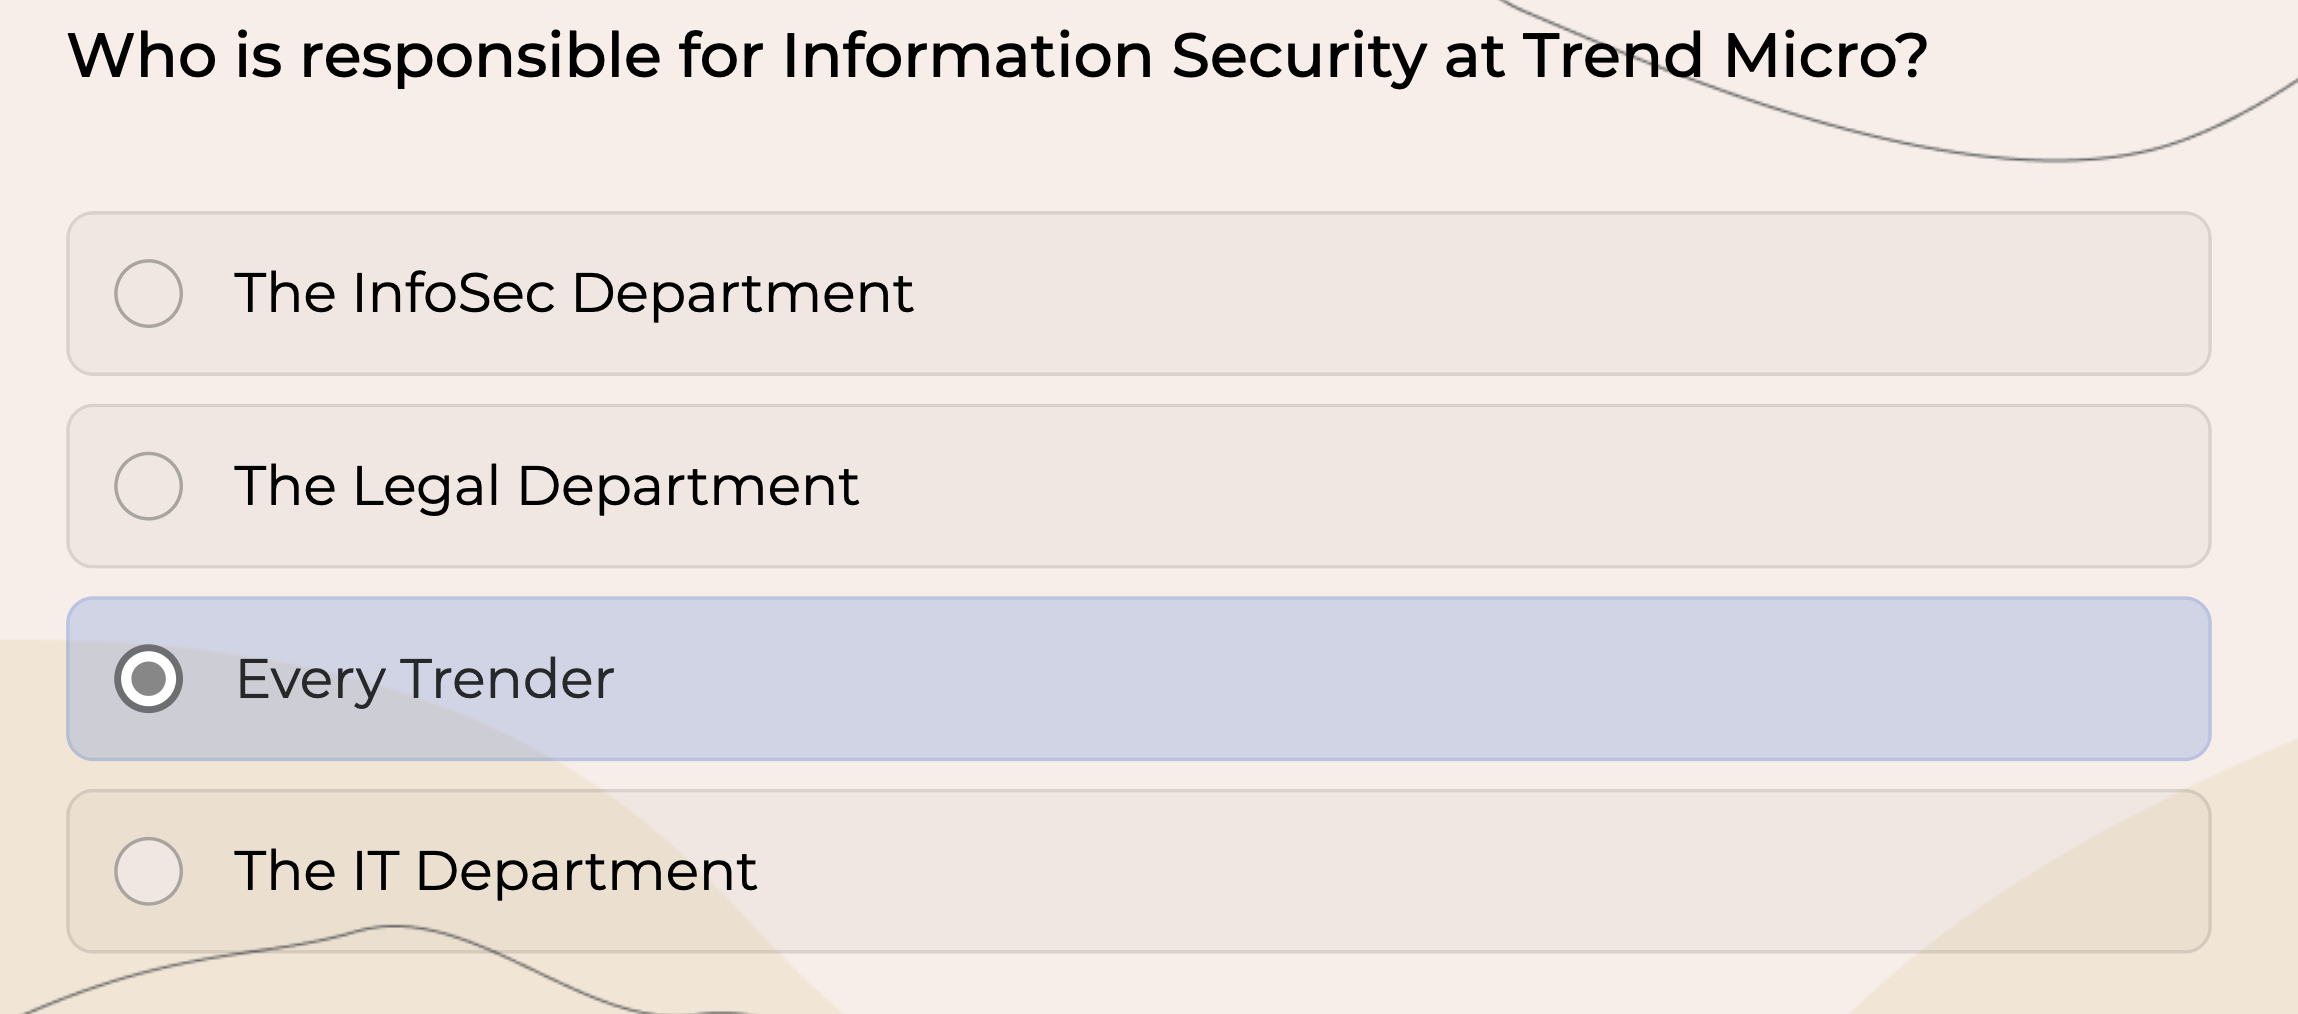 Who is responsible for Information Security at Trend Micro?
The InfoSec Department
The Legal Department
Every Trender
The IT Department